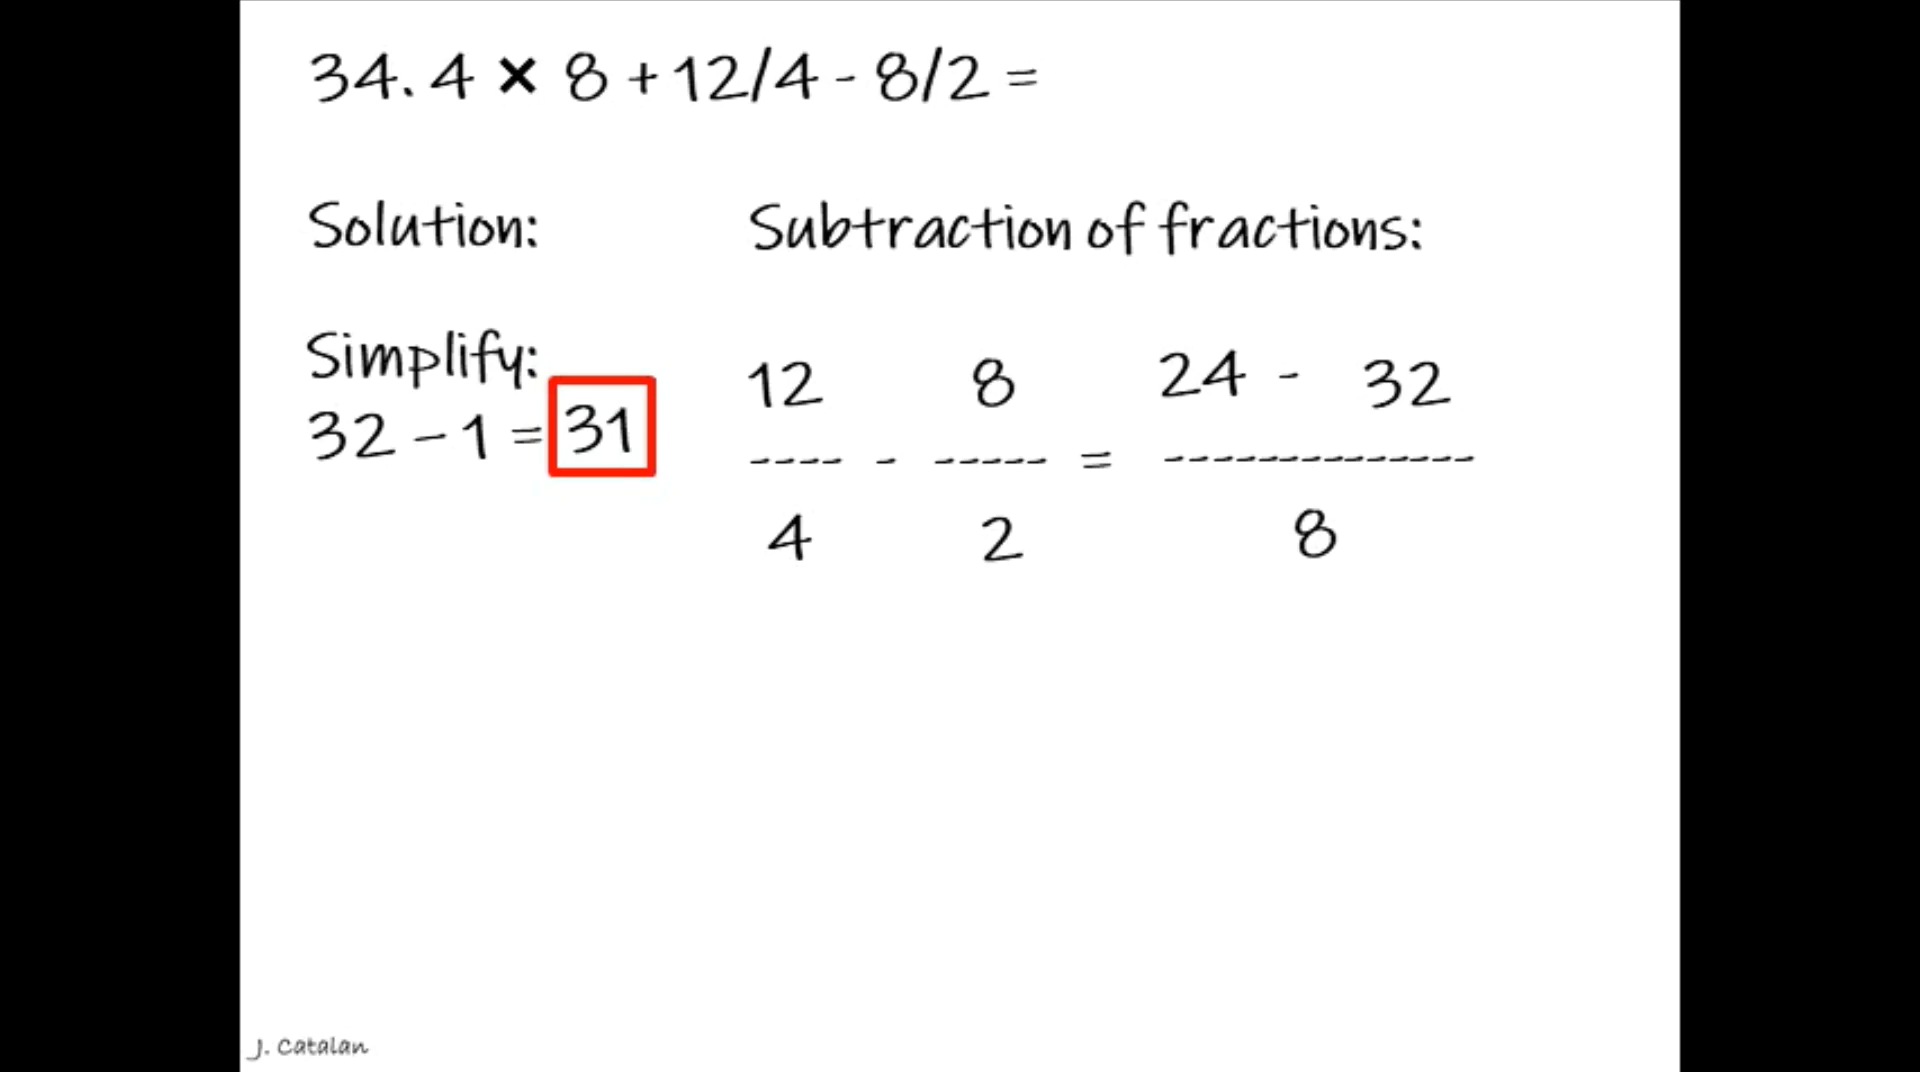 34. 4 × 8 + 12/4 - 8/2 =
Solution:
Simplify:
32 - 1 = 31
Subtraction of fractions:
12 8 24 - 32
---- - ----- = --------------
4 2 8
J. Catalan